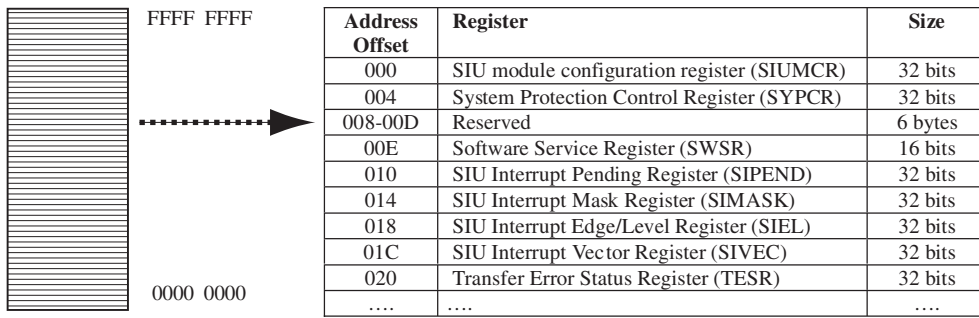 FFFF FFFF
0000 0000
Address Offset Register Size
000 SIU module configuration register (SIUMCR) 32 bits
004 System Protection Control Register (SYPCR) 32 bits
008-00D Reserved 6 bytes
00E Software Service Register (SWSR) 16 bits
010 SIU Interrupt Pending Register (SIPEND) 32 bits
014 SIU Interrupt Mask Register (SIMASK) 32 bits
018 SIU Interrupt Edge/Level Register (SIEL) 32 bits
01C SIU Interrupt Vector Register (SIVEC) 32 bits
020 Transfer Error Status Register (TESR) 32 bits
.... .... ....